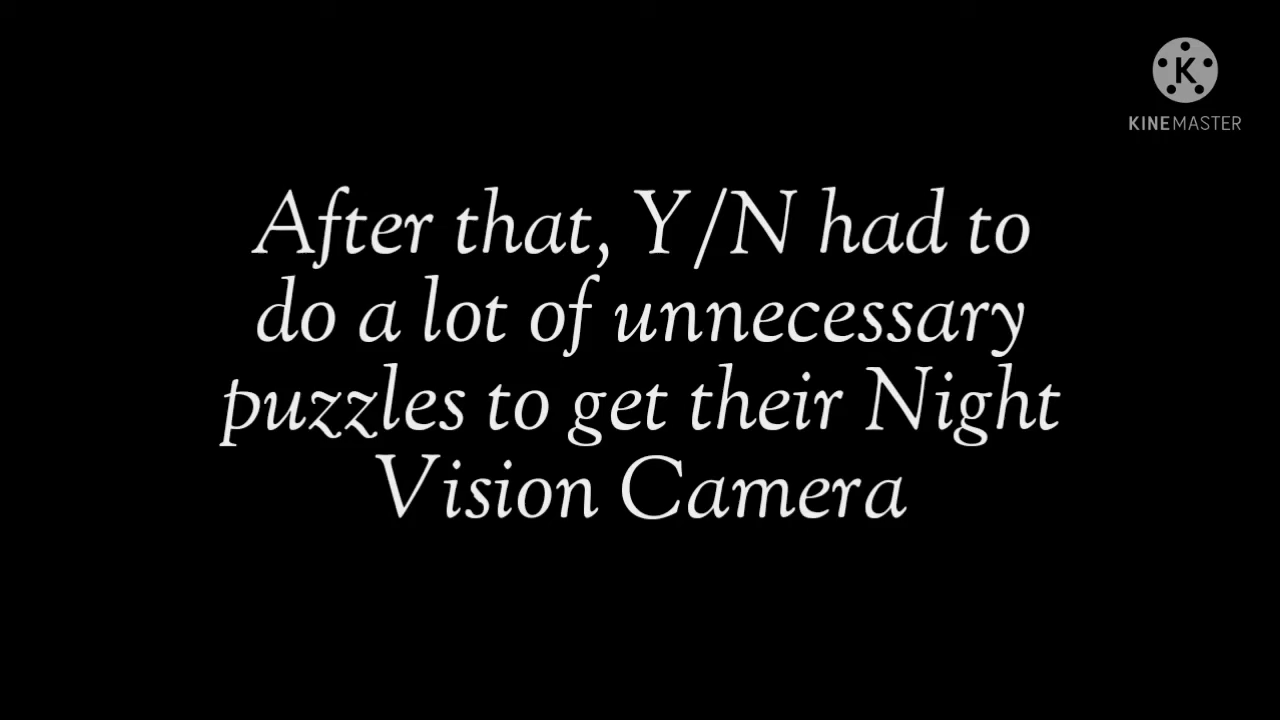 K
KINEMASTER
After that, Y/N had to
do a lot of unnecessary
puzzles to get their Night
Vision Camera